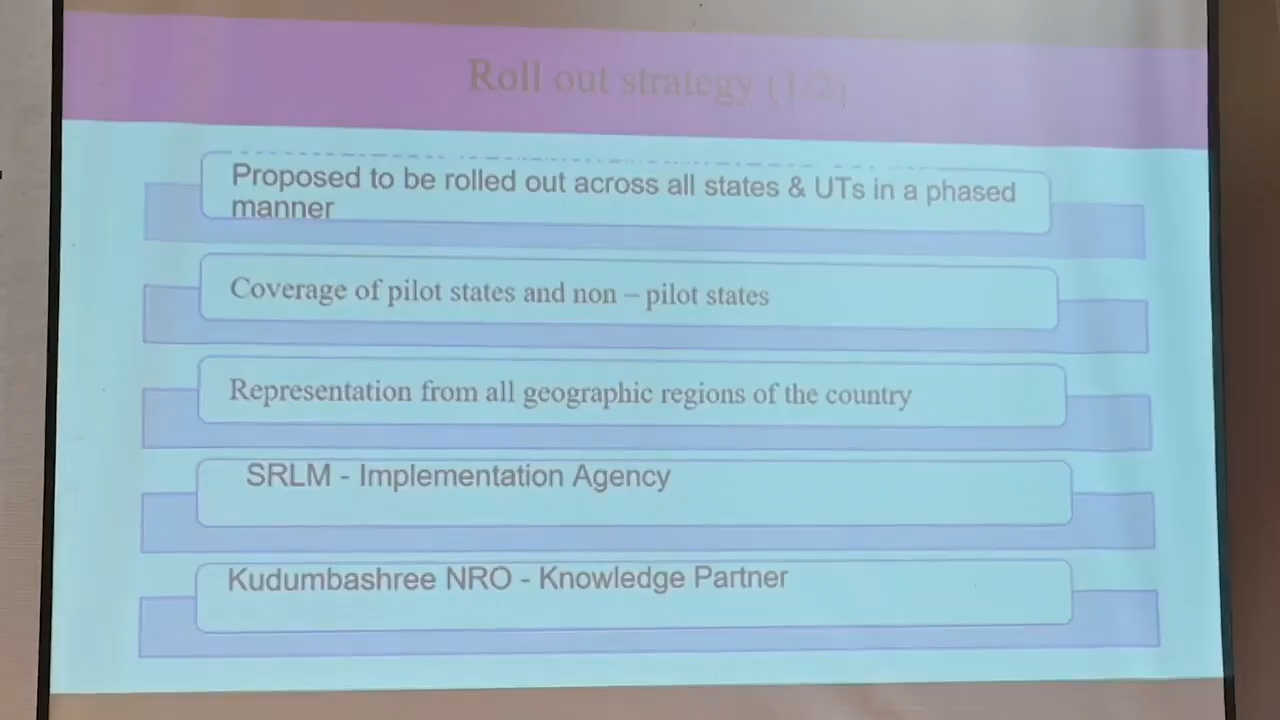 Roll out strategy (1/2)
Proposed to be rolled out across all states & UTs in a phased
manner
Coverage of pilot states and non – pilot states
Representation from all geographic regions of the country
SRLM - Implementation Agency
Kudumbashree NRO - Knowledge Partner